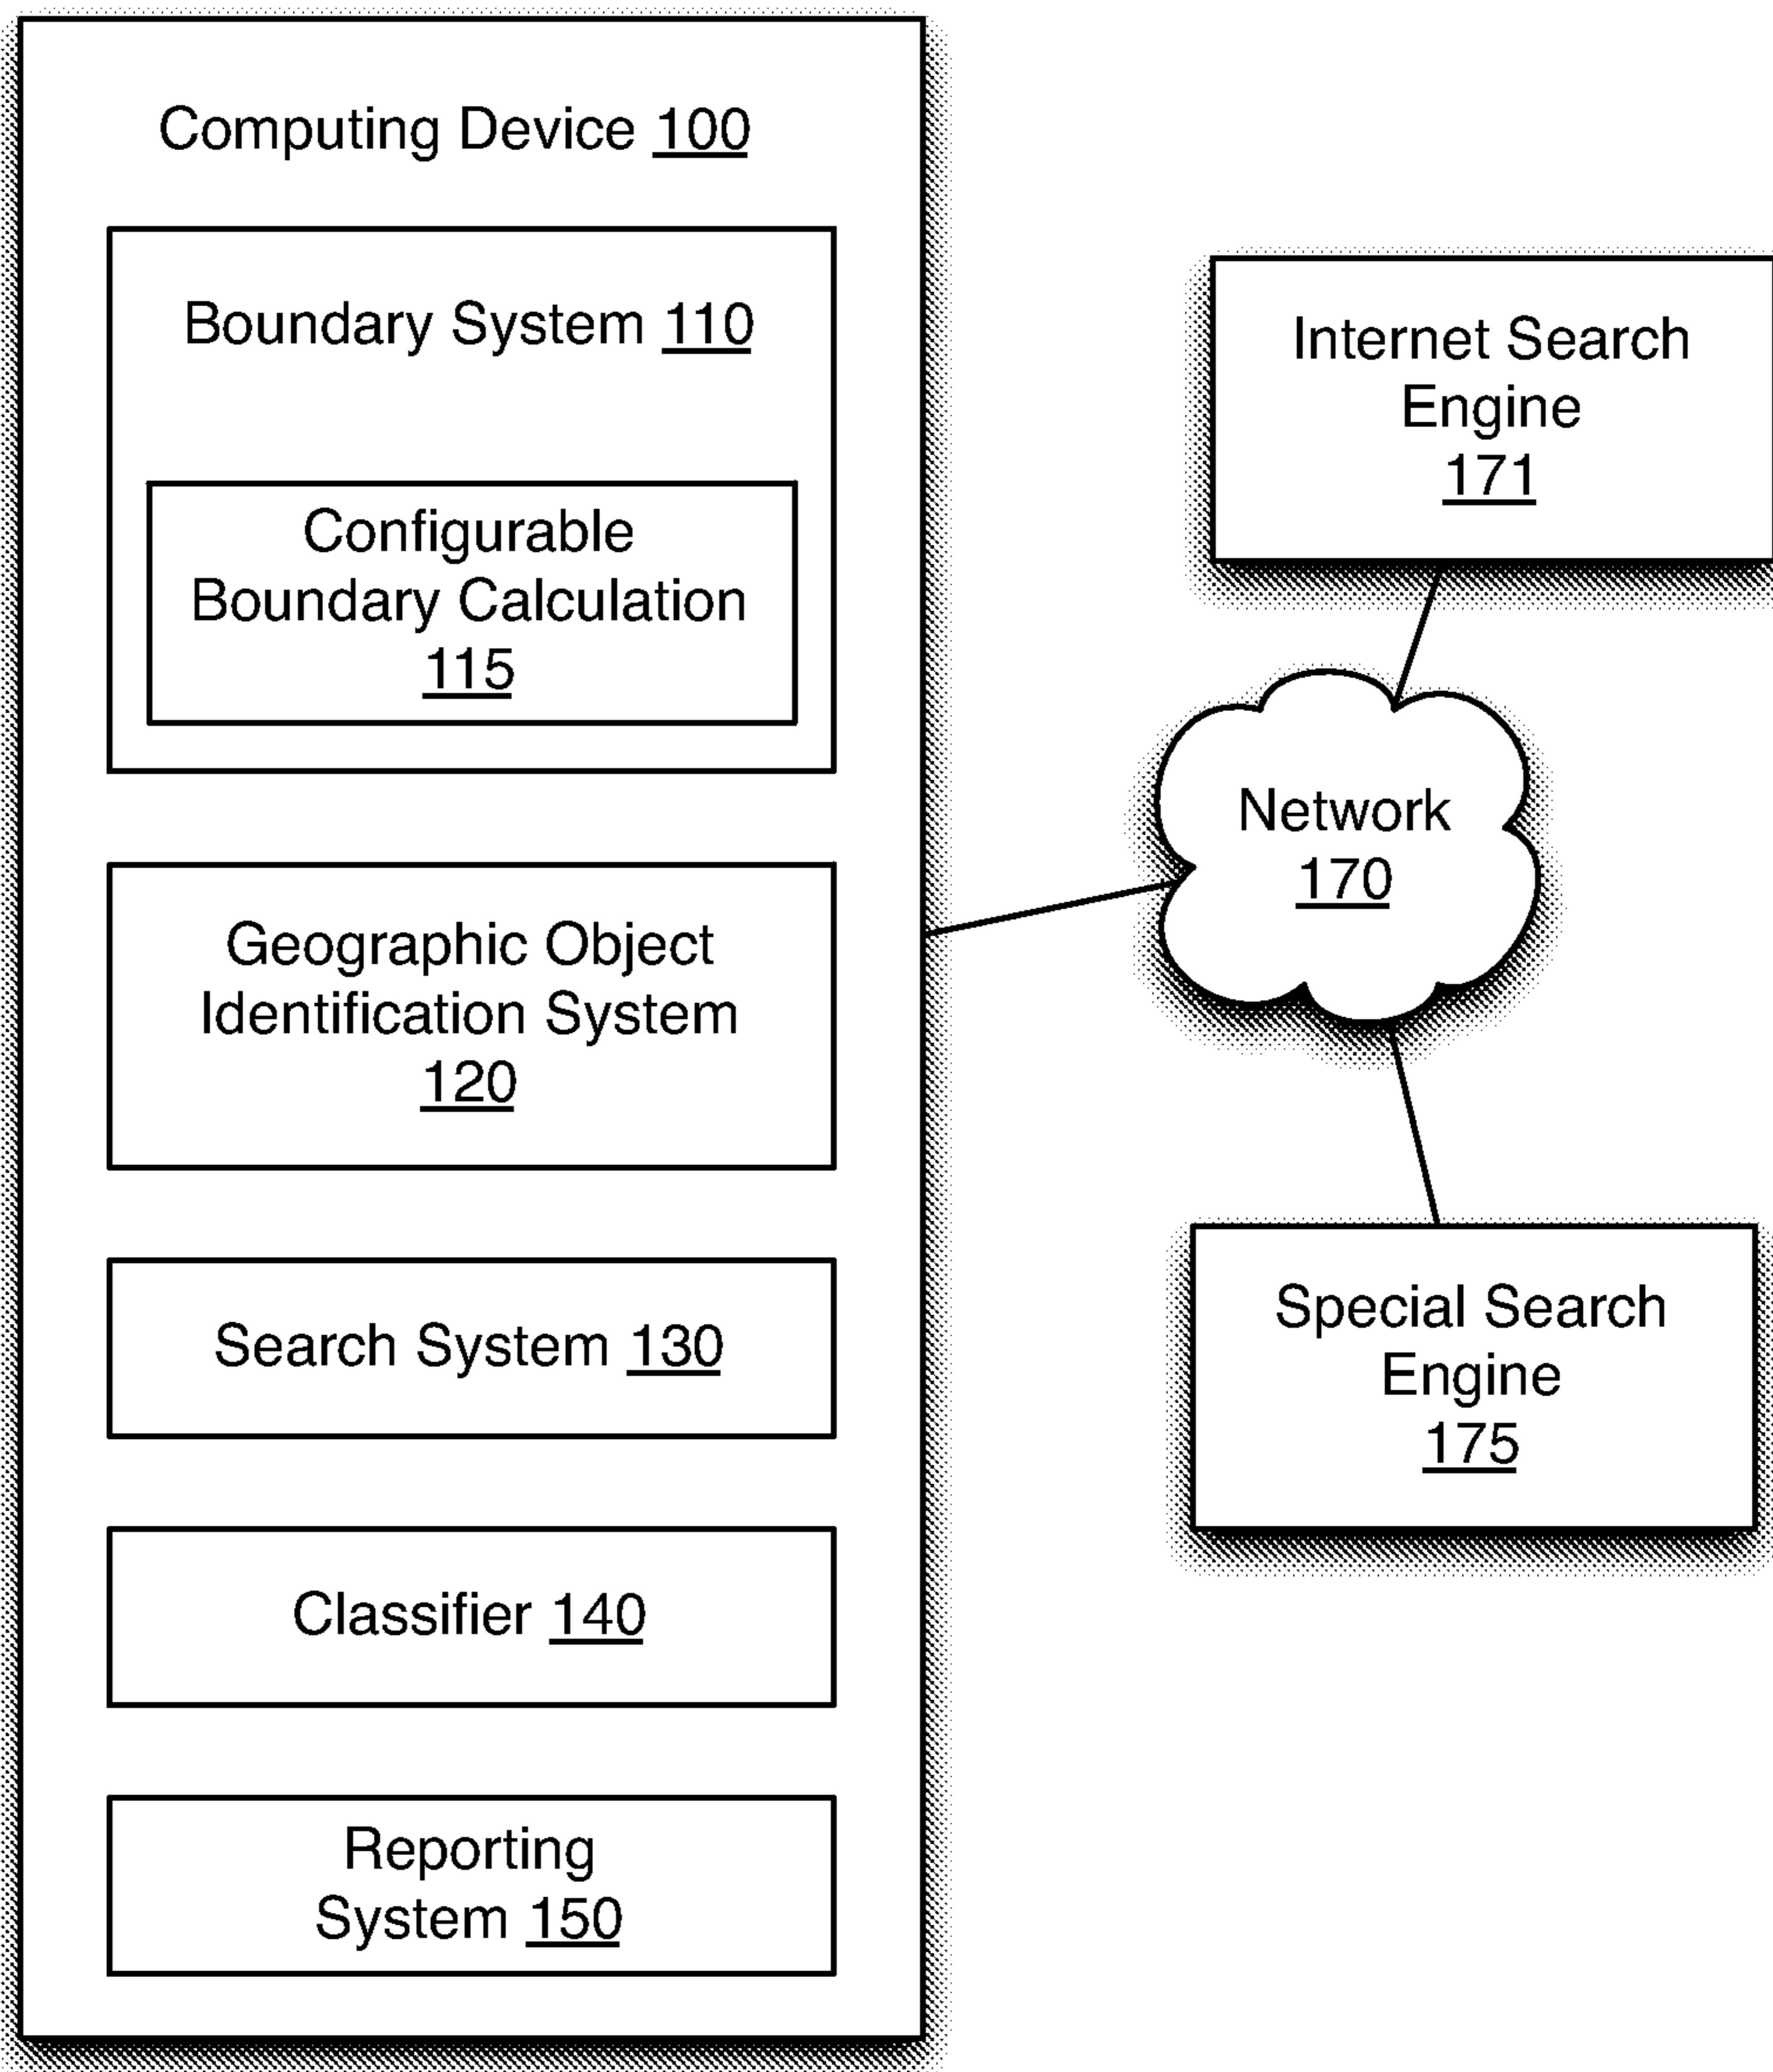 Computing Device 100
Boundary System 110
Configurable
Boundary Calculation
115
Geographic Object
Identification System
120
Search System 130
Classifier 140
Reporting
System 150
Internet Search
Engine
171
Network
170
Special Search
Engine
175